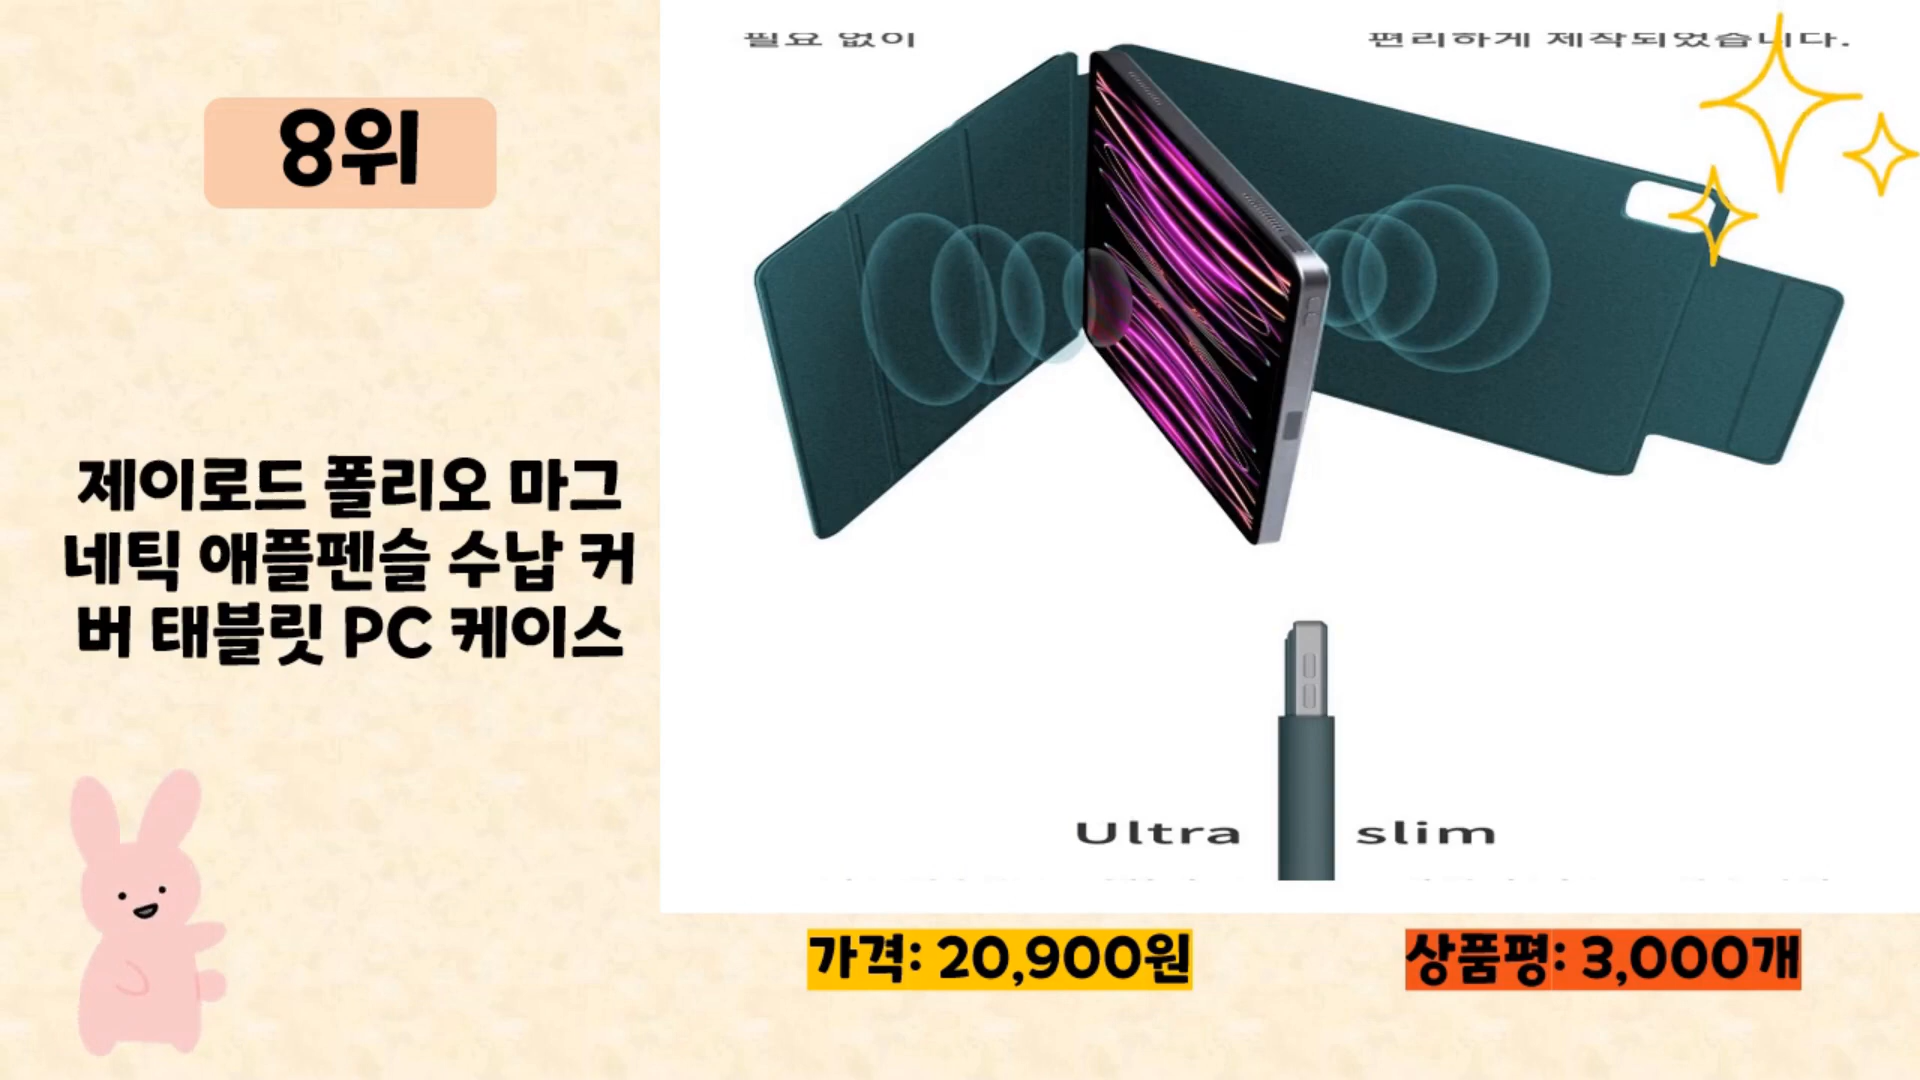 8위
제이로드 폴리오 마그
네틱 애플펜슬 수납 커
버 태블릿 PC 케이스
필요 없이
편리하게 제작되었습니다.
Ultra slim
가격: 20,900원
상품평: 3,000개